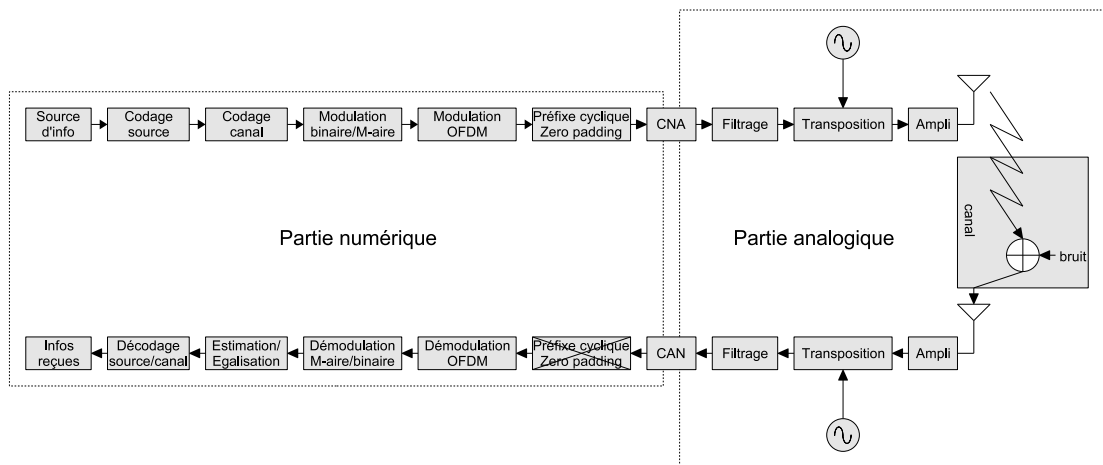 Source
d'info
Codage
source
Codage
canal
Modulation
binaire/M-aire
Modulation
OFDM
Préfixe cyclique
Zero padding
CNA
Filtrage
Transposition
Ampli
Partie numérique
Partie analogique
canal
bruit
Infos
reçues
Décodage
source/canal
Estimation/
Egalisation
Démodulation
M-aire/binaire
Démodulation
OFDM
Préfixe cyclique
Zero padding
CAN
Filtrage
Transposition
Ampli